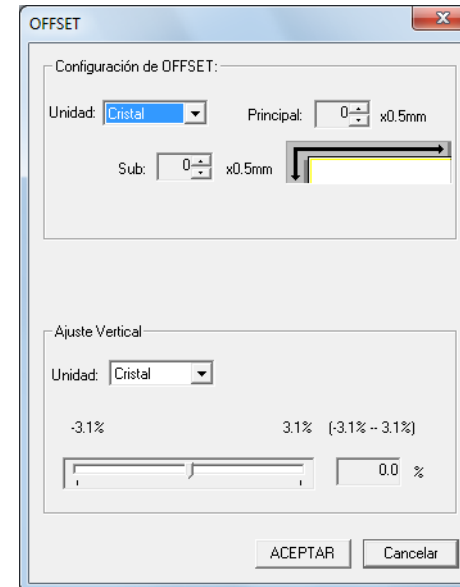 OFFSET
Configuración de OFFSET:
Unidad: Cristal Principal: 0 x0.5mm
Sub: 0 x0.5mm
Ajuste Vertical
Unidad: Cristal
-3.1% 3.1% (-3.1% -- 3.1%)
0.0 %
ACEPTAR Cancelar